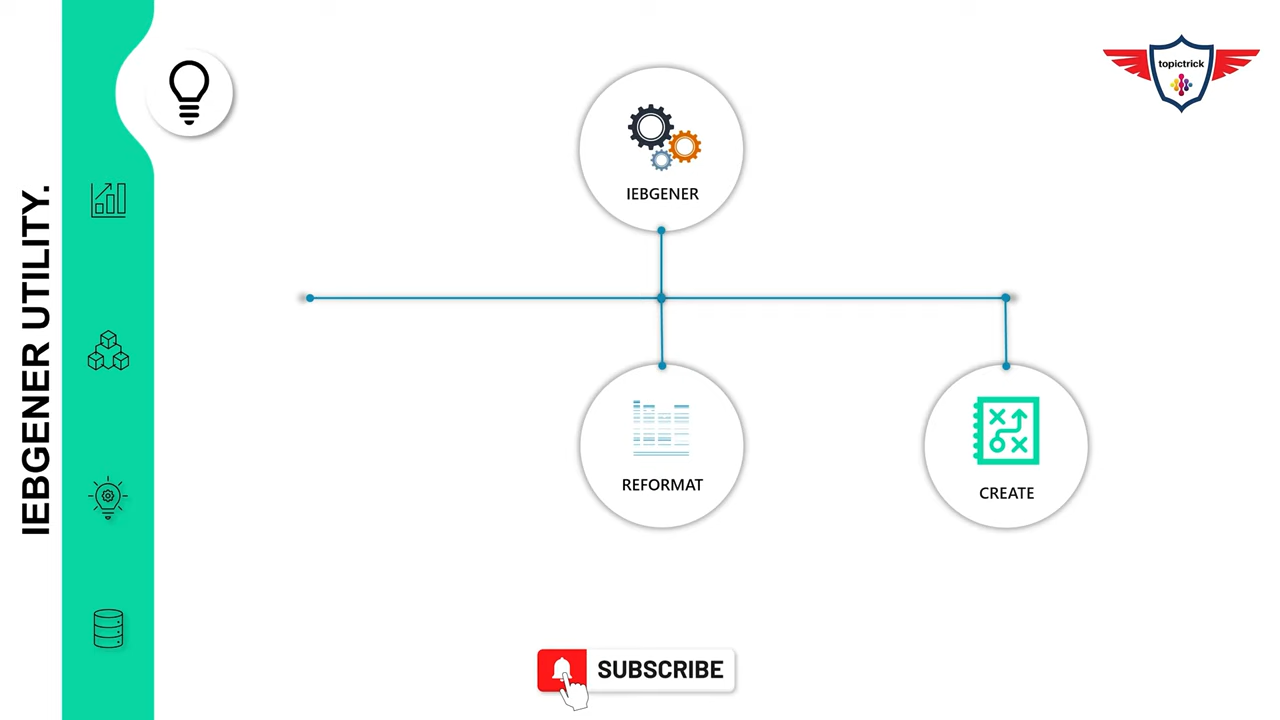 IEBGENER UTILITY.
topictrick
IEBGENER
REFORMAT
CREATE
SUBSCRIBE